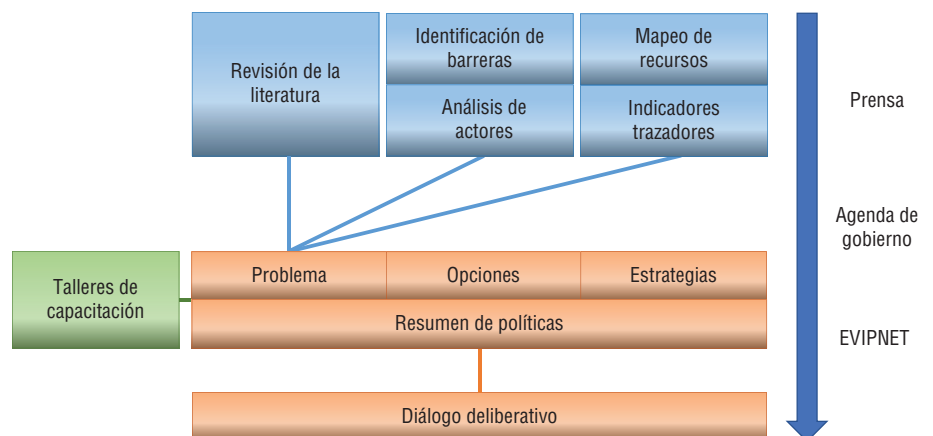 Revisión de la
literatura
Identificación de
barreras
Mapeo de
recursos
Análisis de
actores
Indicadores
trazadores
Prensa
Agenda de
gobierno
EVIPNET
Talleres de
capacitación
Problema
Opciones
Estrategias
Resumen de políticas
Diálogo deliberativo